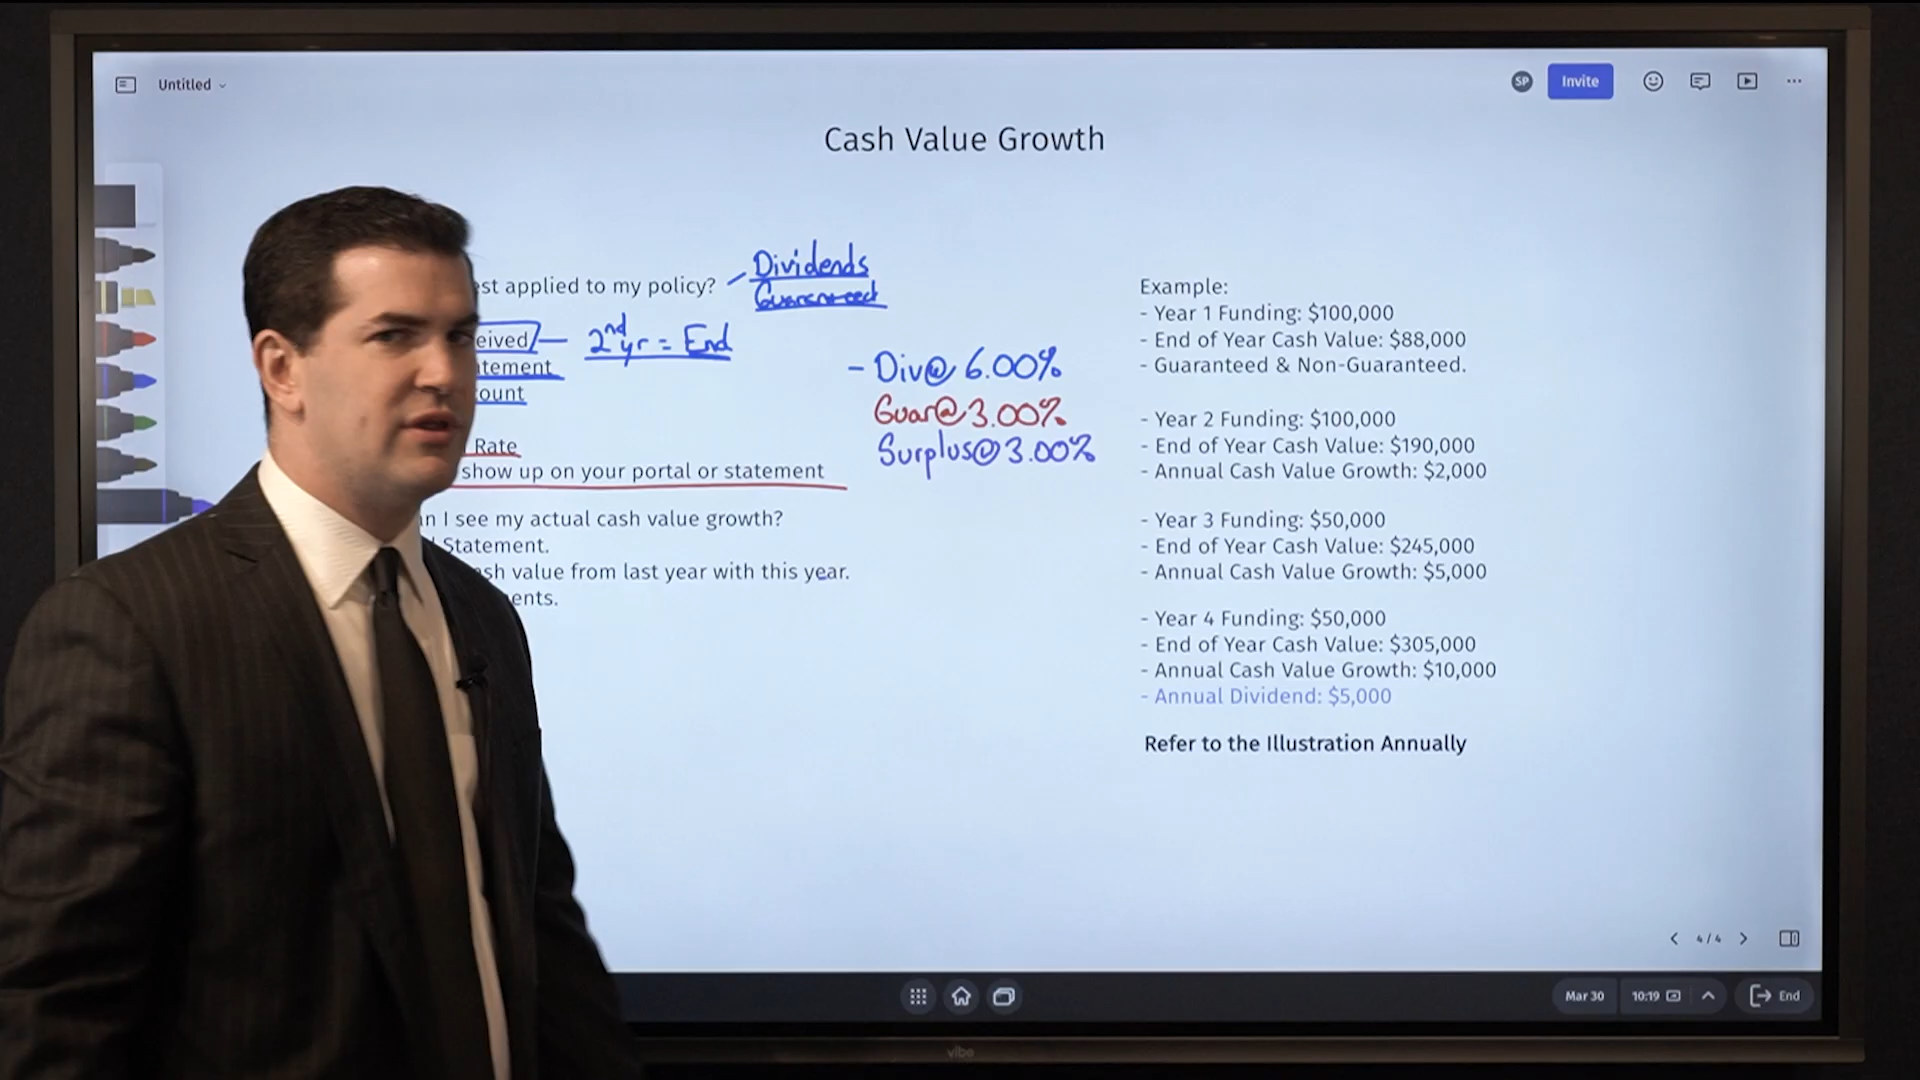 Untitled
SP
Invite
Cash Value Growth
applied to my policy?
Dividends
Guaranteed
2nd yr = End
Rate
show up on your portal or statement
I see my actual cash value growth?
Statement.
value from last year with this year.
- Div@ 6.00%
Guar@ 3.00%
Surplus@ 3.00%
Example:
- Year 1 Funding: $100,000
- End of Year Cash Value: $88,000
- Guaranteed & Non-Guaranteed.
- Year 2 Funding: $100,000
- End of Year Cash Value: $190,000
- Annual Cash Value Growth: $2,000
- Year 3 Funding: $50,000
- End of Year Cash Value: $245,000
- Annual Cash Value Growth: $5,000
- Year 4 Funding: $50,000
- End of Year Cash Value: $305,000
- Annual Cash Value Growth: $10,000
- Annual Dividend: $5,000
Refer to the Illustration Annually
4/4
Mar 30
10:19
End
vibe